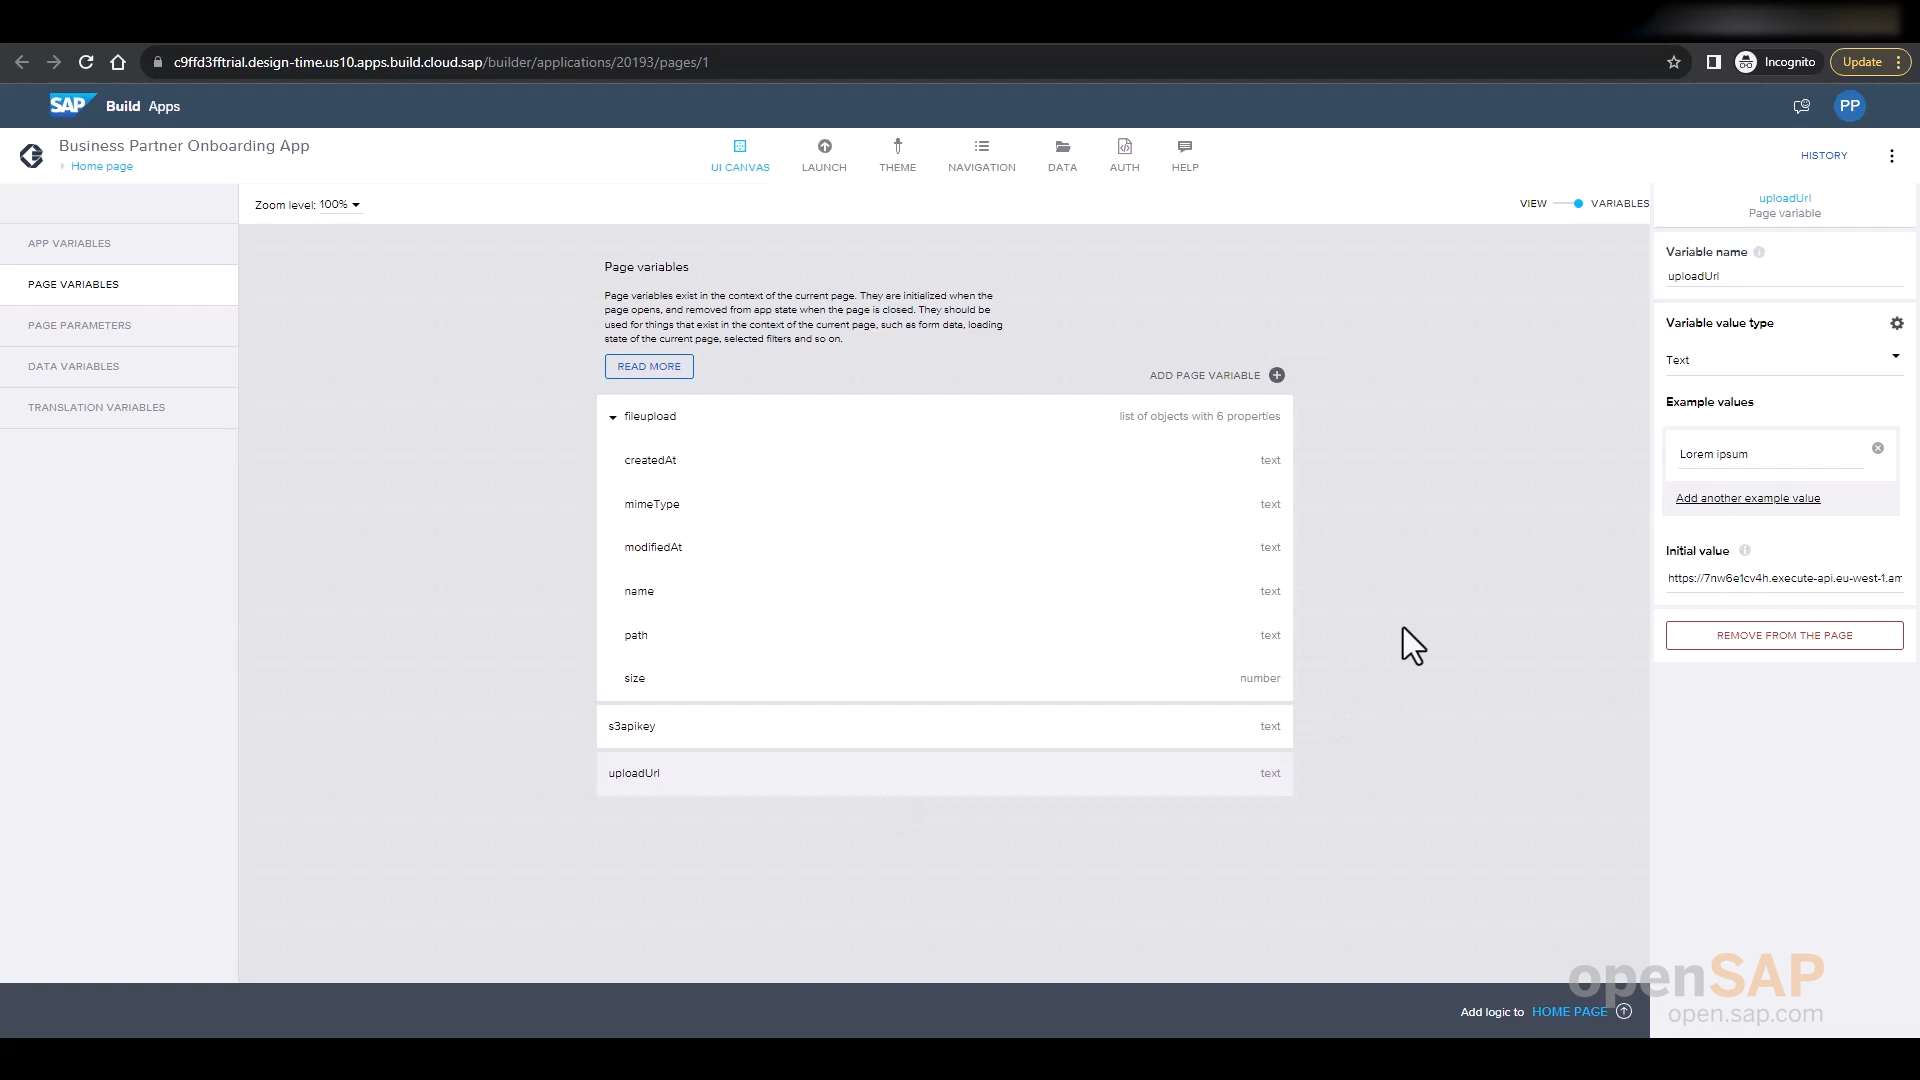 c9ffd3fftrial.design-time.us10.apps.build.cloud.sap/builder/applications/20193/pages/1
Incognito
Update
SAP Build Apps
PP
Business Partner Onboarding App
Home page
UI CANVAS
LAUNCH
THEME
NAVIGATION
DATA
AUTH
HELP
HISTORY
Zoom level: 100%
VIEW
VARIABLES
APP VARIABLES
PAGE VARIABLES
PAGE PARAMETERS
DATA VARIABLES
TRANSLATION VARIABLES
Page variables
Page variables exist in the context of the current page. They are initialized when the
page opens, and removed from app state when the page is closed. They should be
used for things that exist in the context of the current page, such as form data, loading
state of the current page, selected filters and so on.
READ MORE
ADD PAGE VARIABLE
fileupload list of objects with 6 properties
createdAt text
mimeType text
modifiedAt text
name text
path text
size number
s3apikey text
uploadUrl text
uploadUrl
Page variable
Variable name
uploadUrl
Variable value type
Text
Example values
Lorem ipsum
Add another example value
Initial value
https://7nw6e1cv4h.execute-api.eu-west-1.am
REMOVE FROM THE PAGE
Add logic to HOME PAGE
openSAP
open.sap.com